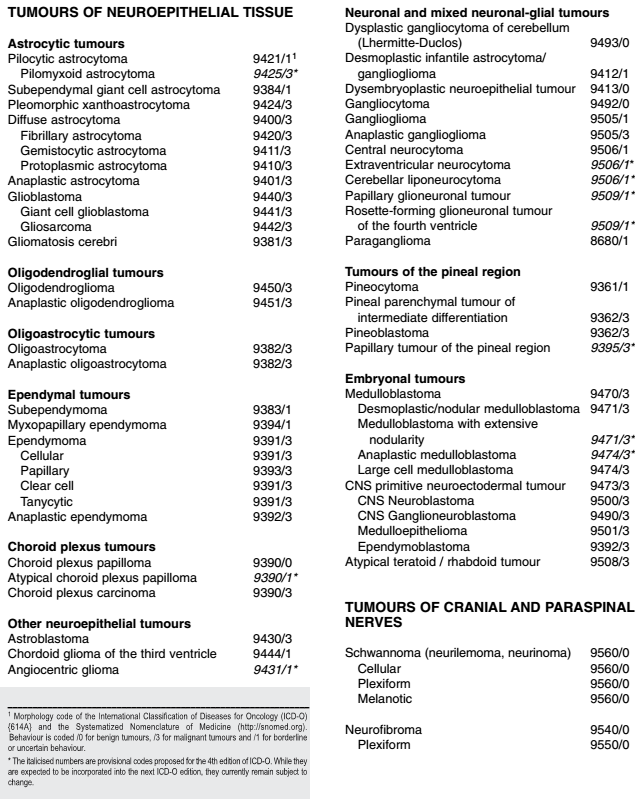 TUMOURS OF NEUROEPITHELIAL TISSUE
Astrocytic tumours
Pilocytic astrocytoma 9421/1¹
Pilomyxoid astrocytoma 9425/3*
Subependymal giant cell astrocytoma 9384/1
Pleomorphic xanthoastrocytoma 9424/3
Diffuse astrocytoma 9400/3
Fibrillary astrocytoma 9420/3
Gemistocytic astrocytoma 9411/3
Protoplasmic astrocytoma 9410/3
Anaplastic astrocytoma 9401/3
Glioblastoma 9440/3
Giant cell glioblastoma 9441/3
Gliosarcoma 9442/3
Gliomatosis cerebri 9381/3
Oligodendroglial tumours
Oligodendroglioma 9450/3
Anaplastic oligodendroglioma 9451/3
Oligoastrocytic tumours
Oligoastrocytoma 9382/3
Anaplastic oligoastrocytoma 9382/3
Ependymal tumours
Subependymoma 9383/1
Myxopapillary ependymoma 9394/1
Ependymoma 9391/3
Cellular 9391/3
Papillary 9393/3
Clear cell 9391/3
Tanycytic 9391/3
Anaplastic ependymoma 9392/3
Choroid plexus tumours
Choroid plexus papilloma 9390/0
Atypical choroid plexus papilloma 9390/1*
Choroid plexus carcinoma 9390/3
Other neuroepithelial tumours
Astroblastoma 9430/3
Chordoid glioma of the third ventricle 9444/1
Angiocentric glioma 9431/1*
¹ Morphology code of the International Classification of Diseases for Oncology (ICD-O)
{614A} and the Systematized Nomenclature of Medicine (http://snomed.org).
Behaviour is coded /0 for benign tumours, /3 for malignant tumours and /1 for borderline
or uncertain behaviour.
* The italicised numbers are provisional codes proposed for the 4th edition of ICD-O. While they
are expected to be incorporated into the next ICD-O edition, they currently remain subject to
change.
Neuronal and mixed neuronal-glial tumours
Dysplastic gangliocytoma of cerebellum
(Lhermitte-Duclos) 9493/0
Desmoplastic infantile astrocytoma/
ganglioglioma 9412/1
Dysembryoplastic neuroepithelial tumour 9413/0
Gangliocytoma 9492/0
Ganglioglioma 9505/1
Anaplastic ganglioglioma 9505/3
Central neurocytoma 9506/1
Extraventricular neurocytoma 9506/1*
Cerebellar liponeurocytoma 9506/1*
Papillary glioneuronal tumour 9509/1*
Rosette-forming glioneuronal tumour
of the fourth ventricle 9509/1*
Paraganglioma 8680/1
Tumours of the pineal region
Pineocytoma 9361/1
Pineal parenchymal tumour of
intermediate differentiation 9362/3
Pineoblastoma 9362/3
Papillary tumour of the pineal region 9395/3*
Embryonal tumours
Medulloblastoma 9470/3
Desmoplastic/nodular medulloblastoma 9471/3
Medulloblastoma with extensive
nodularity 9471/3*
Anaplastic medulloblastoma 9474/3*
Large cell medulloblastoma 9474/3
CNS primitive neuroectodermal tumour 9473/3
CNS Neuroblastoma 9500/3
CNS Ganglioneuroblastoma 9490/3
Medulloepithelioma 9501/3
Ependymoblastoma 9392/3
Atypical teratoid / rhabdoid tumour 9508/3
TUMOURS OF CRANIAL AND PARASPINAL
NERVES
Schwannoma (neurilemoma, neurinoma) 9560/0
Cellular 9560/0
Plexiform 9560/0
Melanotic 9560/0
Neurofibroma 9540/0
Plexiform 9550/0